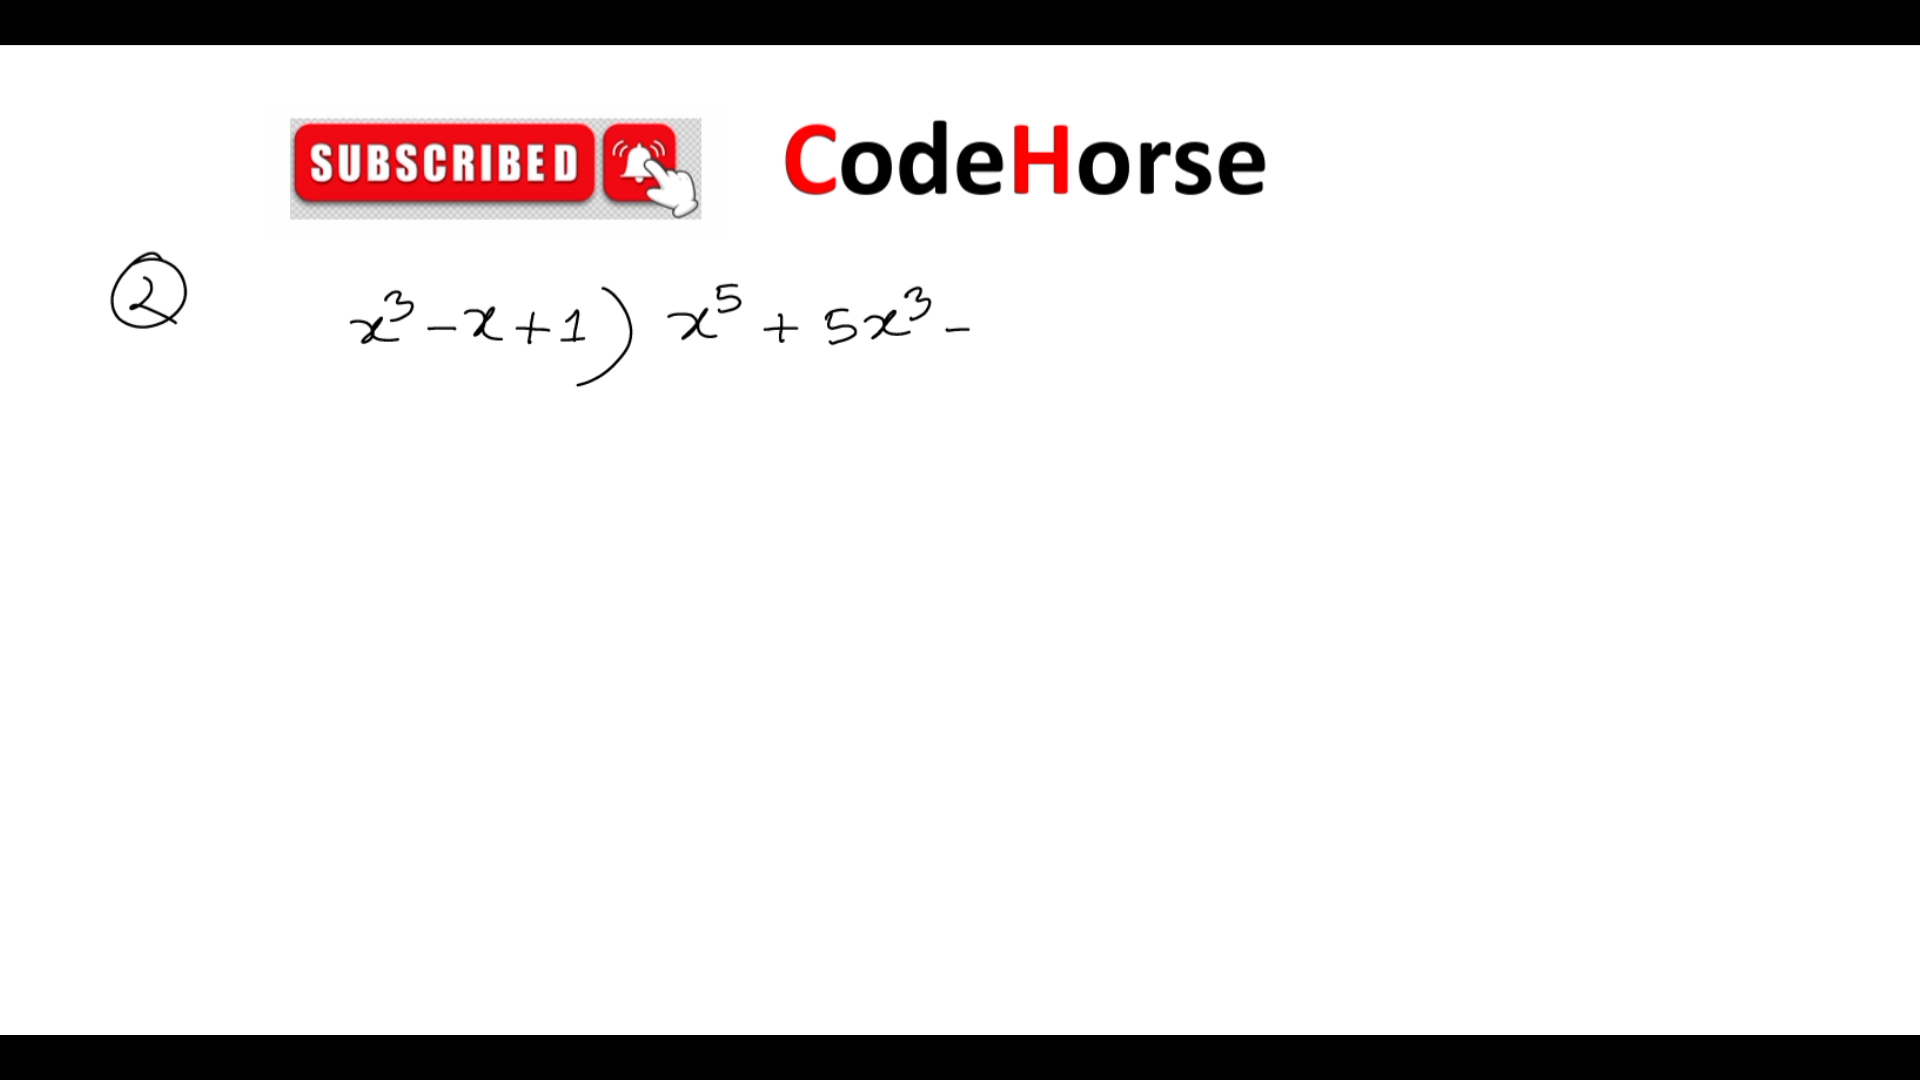 SUBSCRIBED CodeHorse
② x³ - x + 1 ) x⁵ + 5x³ -